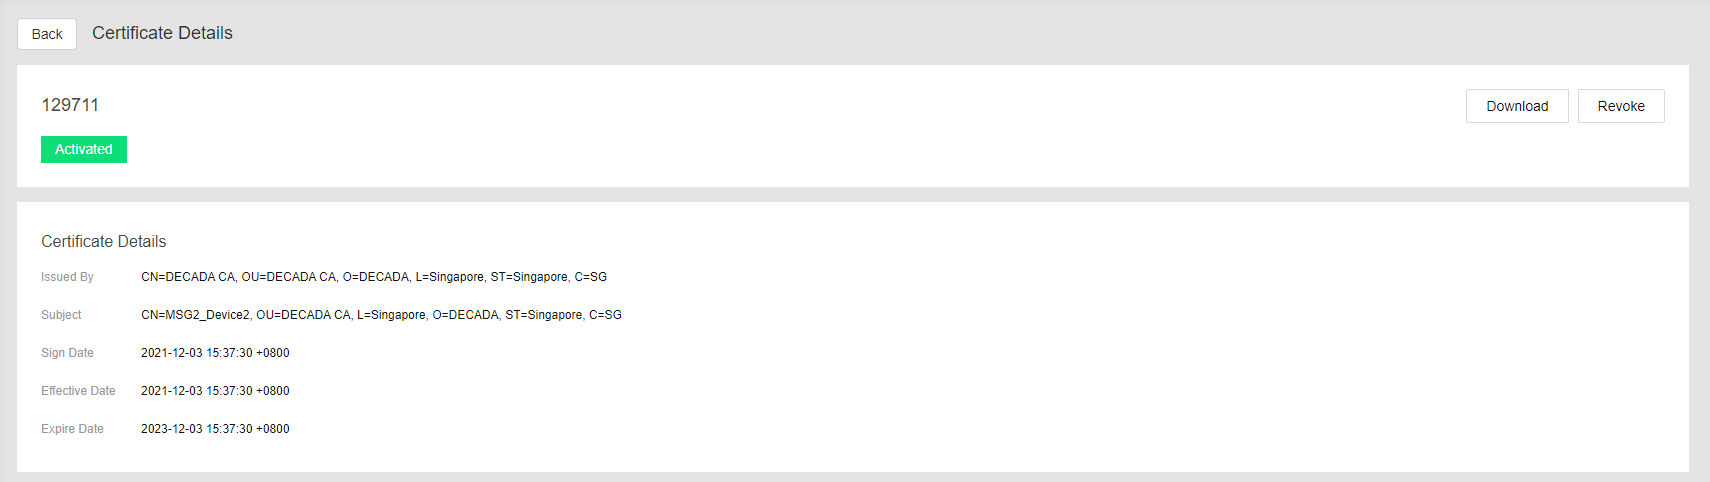 Back Certificate Details
129711 Download Revoke
Activated
Certificate Details
Issued By CN=DECADA CA, OU=DECADA CA, O=DECADA, L=Singapore, ST=Singapore, C=SG
Subject CN=MSG2_Device2, OU=DECADA CA, L=Singapore, O=DECADA, ST=Singapore, C=SG
Sign Date 2021-12-03 15:37:30 +0800
Effective Date 2021-12-03 15:37:30 +0800
Expire Date 2023-12-03 15:37:30 +0800